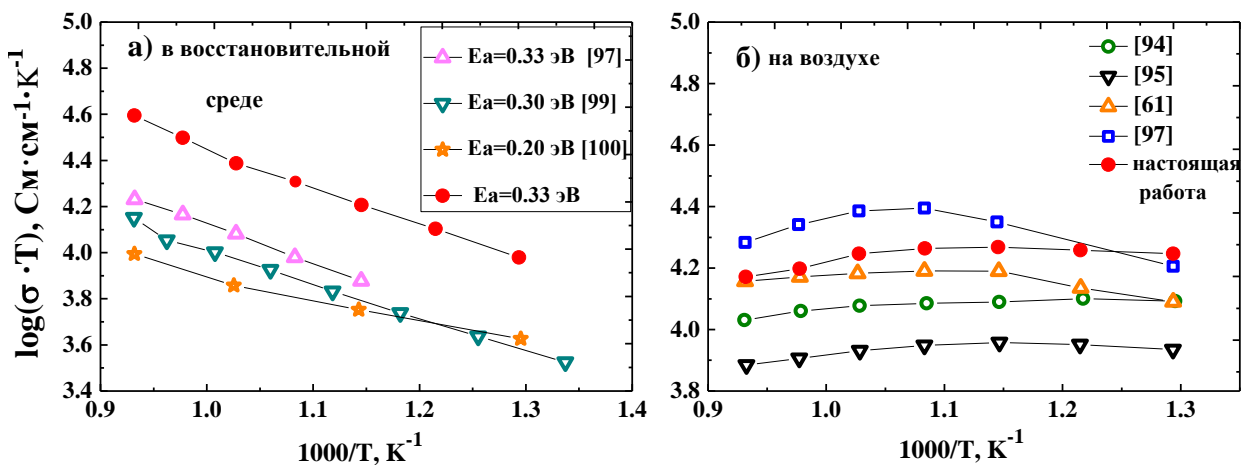 а) в восстановительной
среде
Ea=0.33 эВ [97]
Ea=0.30 эВ [99]
Ea=0.20 эВ [100]
Ea=0.33 эВ
log(σ ·T), См·см⁻¹·К⁻¹
5.0
4.8
4.6
4.4
4.2
4.0
3.8
3.6
3.4
0.9 1.0 1.1 1.2 1.3 1.4
1000/T, K⁻¹
б) на воздухе
[94]
[95]
[61]
[97]
настоящая
работа
5.0
4.8
4.6
4.4
4.2
4.0
3.8
0.9 1.0 1.1 1.2 1.3
1000/T, K⁻¹